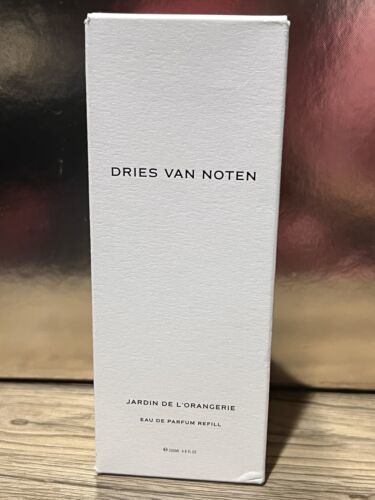 DRIES VAN NOTEN
JARDIN DE L'ORANGERIE
EAU DE PARFUM REFILL